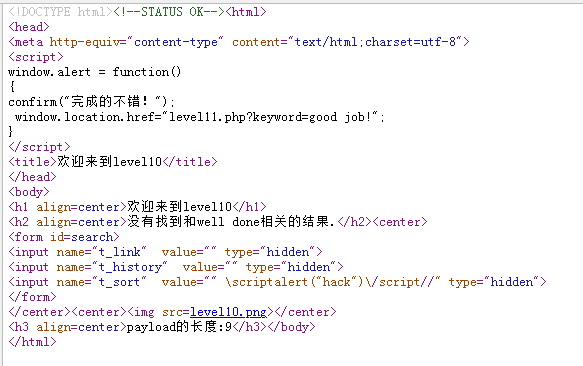 <!DOCTYPE html><!--STATUS OK--><html>
<head>
<meta http-equiv="content-type" content="text/html;charset=utf-8">
<script>
window.alert = function()
{
confirm("完成的不错！");
 window.location.href="level11.php?keyword=good job!";
}
</script>
<title>欢迎来到level10</title>
</head>
<body>
<h1 align=center>欢迎来到level10</h1>
<h2 align=center>没有找到和well done相关的结果.</h2><center>
<form id=search>
<input name="t_link"  value="" type="hidden">
<input name="t_history"  value="" type="hidden">
<input name="t_sort"  value="" \scriptalert("hack")\/script//" type="hidden">
</form>
</center><center><img src=level10.png></center>
<h3 align=center>payload的长度:9</h3></body>
</html>